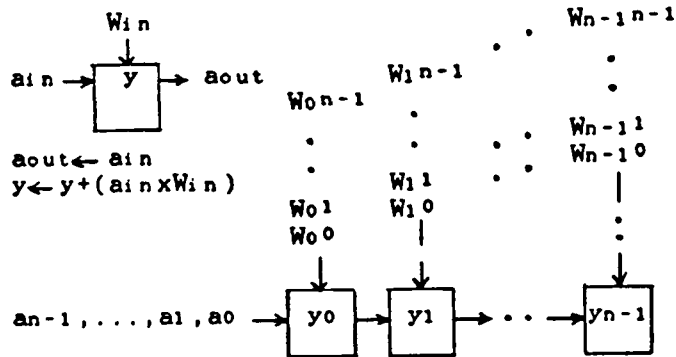 Win
ain y aout
aout← ain
y← y+(ain×Win)
W0n-1
W01
W00
W1n-1
W11
W10
Wn-1n-1
Wn-11
Wn-10
an-1,...,a1,a0 y0 y1 yn-1